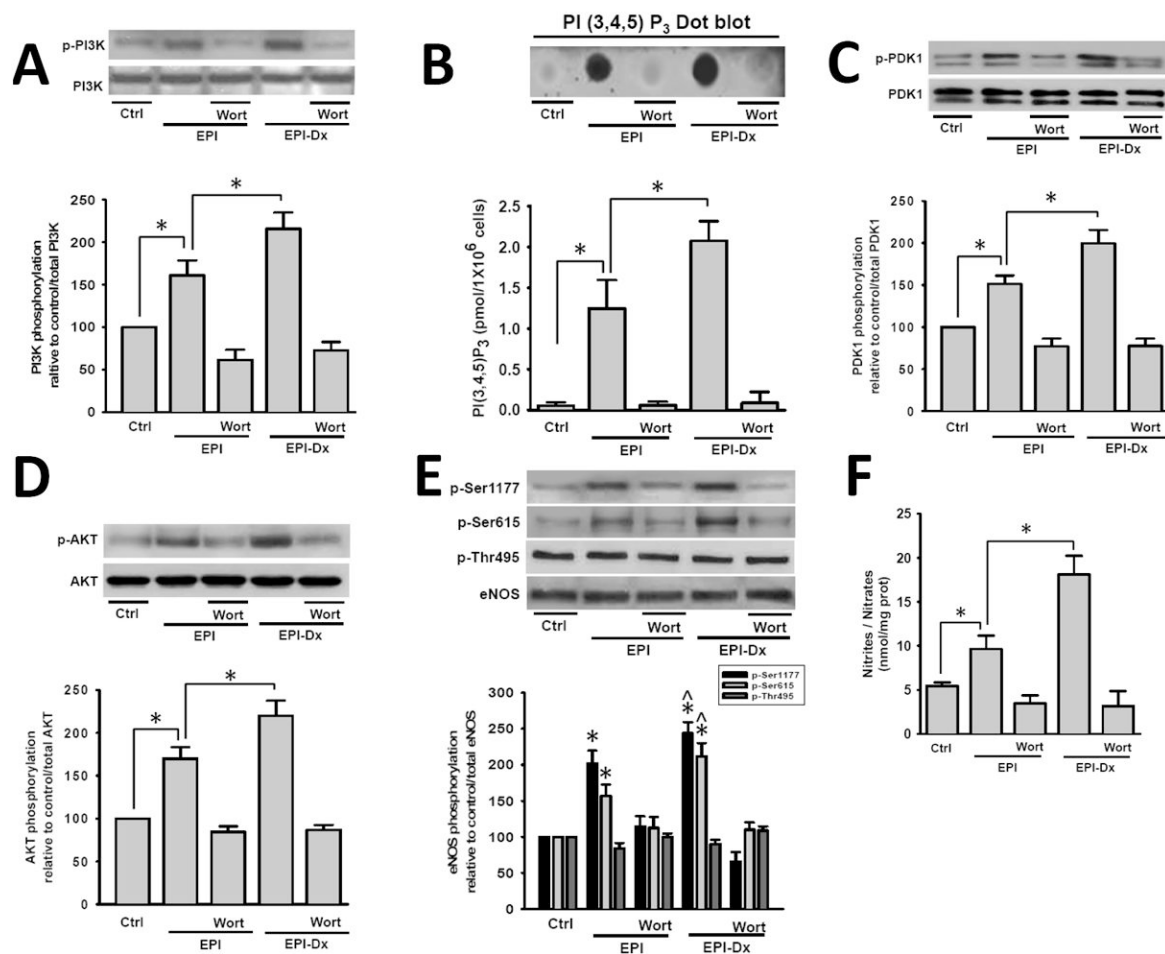 A
p-PI3K
PI3K
Ctrl
Wort
Wort
EPI
EPI-Dx
PI3K phosphorylation
raltive to control/total PI3K
250
200
150
100
50
0
*
*
Ctrl
Wort
Wort
EPI
EPI-Dx
B
PI (3,4,5) P3 Dot blot
Ctrl
Wort
Wort
EPI
EPI-Dx
PI(3,4,5)P3 (pmol/1X10^6 cells)
2.5
2.0
1.5
1.0
0.5
0.0
*
*
Ctrl
Wort
Wort
EPI
EPI-Dx
C
p-PDK1
PDK1
Ctrl
Wort
Wort
EPI
EPI-Dx
PDK1 phosphorylation
relative to control/total PDK1
250
200
150
100
50
0
*
*
Ctrl
Wort
Wort
EPI
EPI-Dx
D
p-AKT
AKT
Ctrl
Wort
Wort
EPI
EPI-Dx
AKT phosphorylation
relative to control/total AKT
250
200
150
100
50
0
*
*
Ctrl
Wort
Wort
EPI
EPI-Dx
E
p-Ser1177
p-Ser615
p-Thr495
eNOS
Ctrl
Wort
Wort
EPI
EPI-Dx
p-Ser1177
p-Ser615
p-Thr495
eNOS phosphorylation
relative to control/total eNOS
300
250
200
150
100
50
0
*
*
^
*
^
*
Ctrl
Wort
Wort
EPI
EPI-Dx
F
Nitrites / Nitrates
(nmol/mg prot)
25
20
15
10
5
0
*
*
Ctrl
Wort
Wort
EPI
EPI-Dx